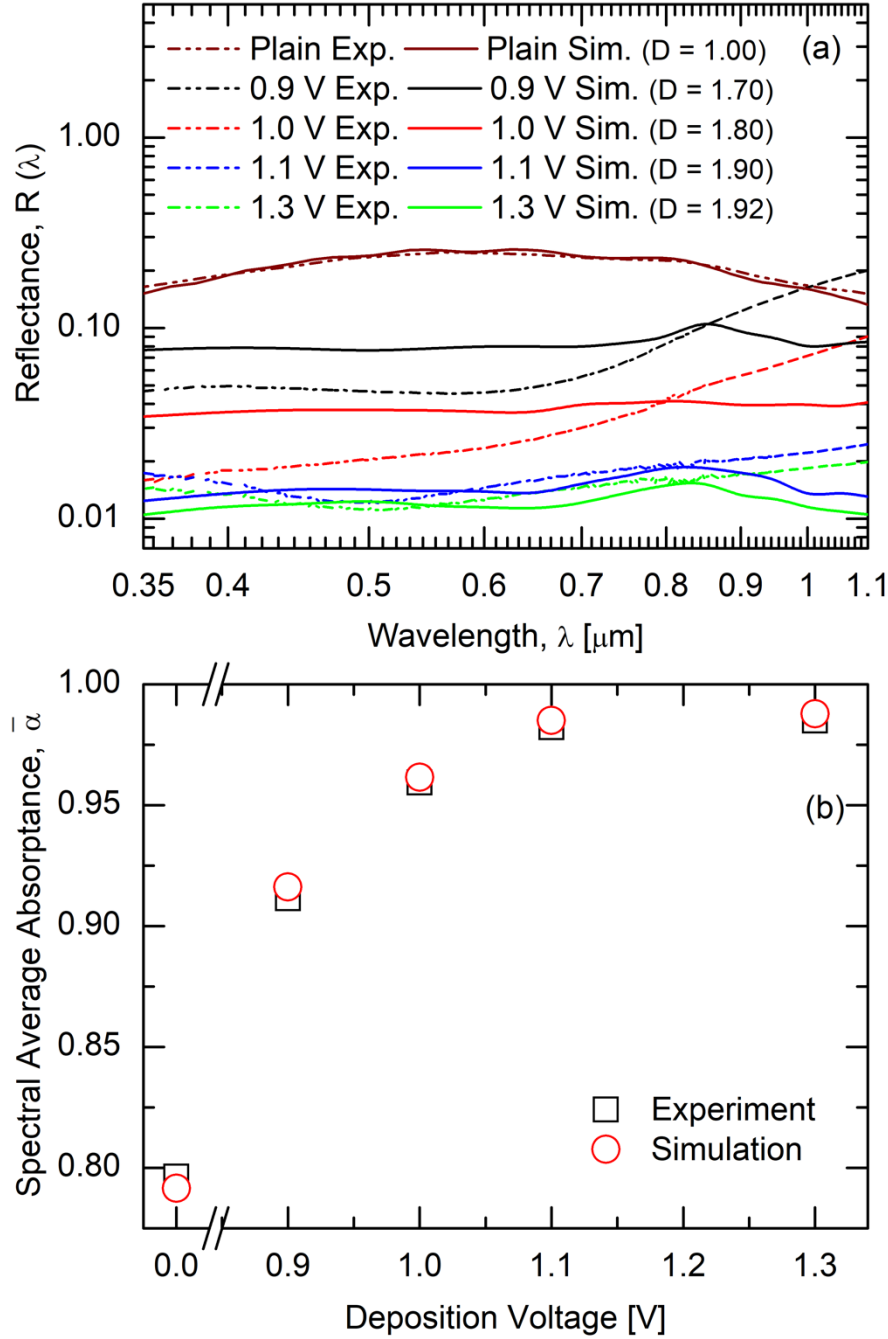 Plain Exp. Plain Sim. (D = 1.00) (a)
0.9 V Exp. 0.9 V Sim. (D = 1.70)
1.0 V Exp. 1.0 V Sim. (D = 1.80)
1.1 V Exp. 1.1 V Sim. (D = 1.90)
1.3 V Exp. 1.3 V Sim. (D = 1.92)
1.00
0.10
0.01
Reflectance, R (λ)
0.35 0.4 0.5 0.6 0.7 0.8 0.9 1 1.1
Wavelength, λ [μm]
1.00
0.95
0.90
0.85
0.80
Spectral Average Absorptance, α̅
(b)
Experiment
Simulation
0.0 0.9 1.0 1.1 1.2 1.3
Deposition Voltage [V]